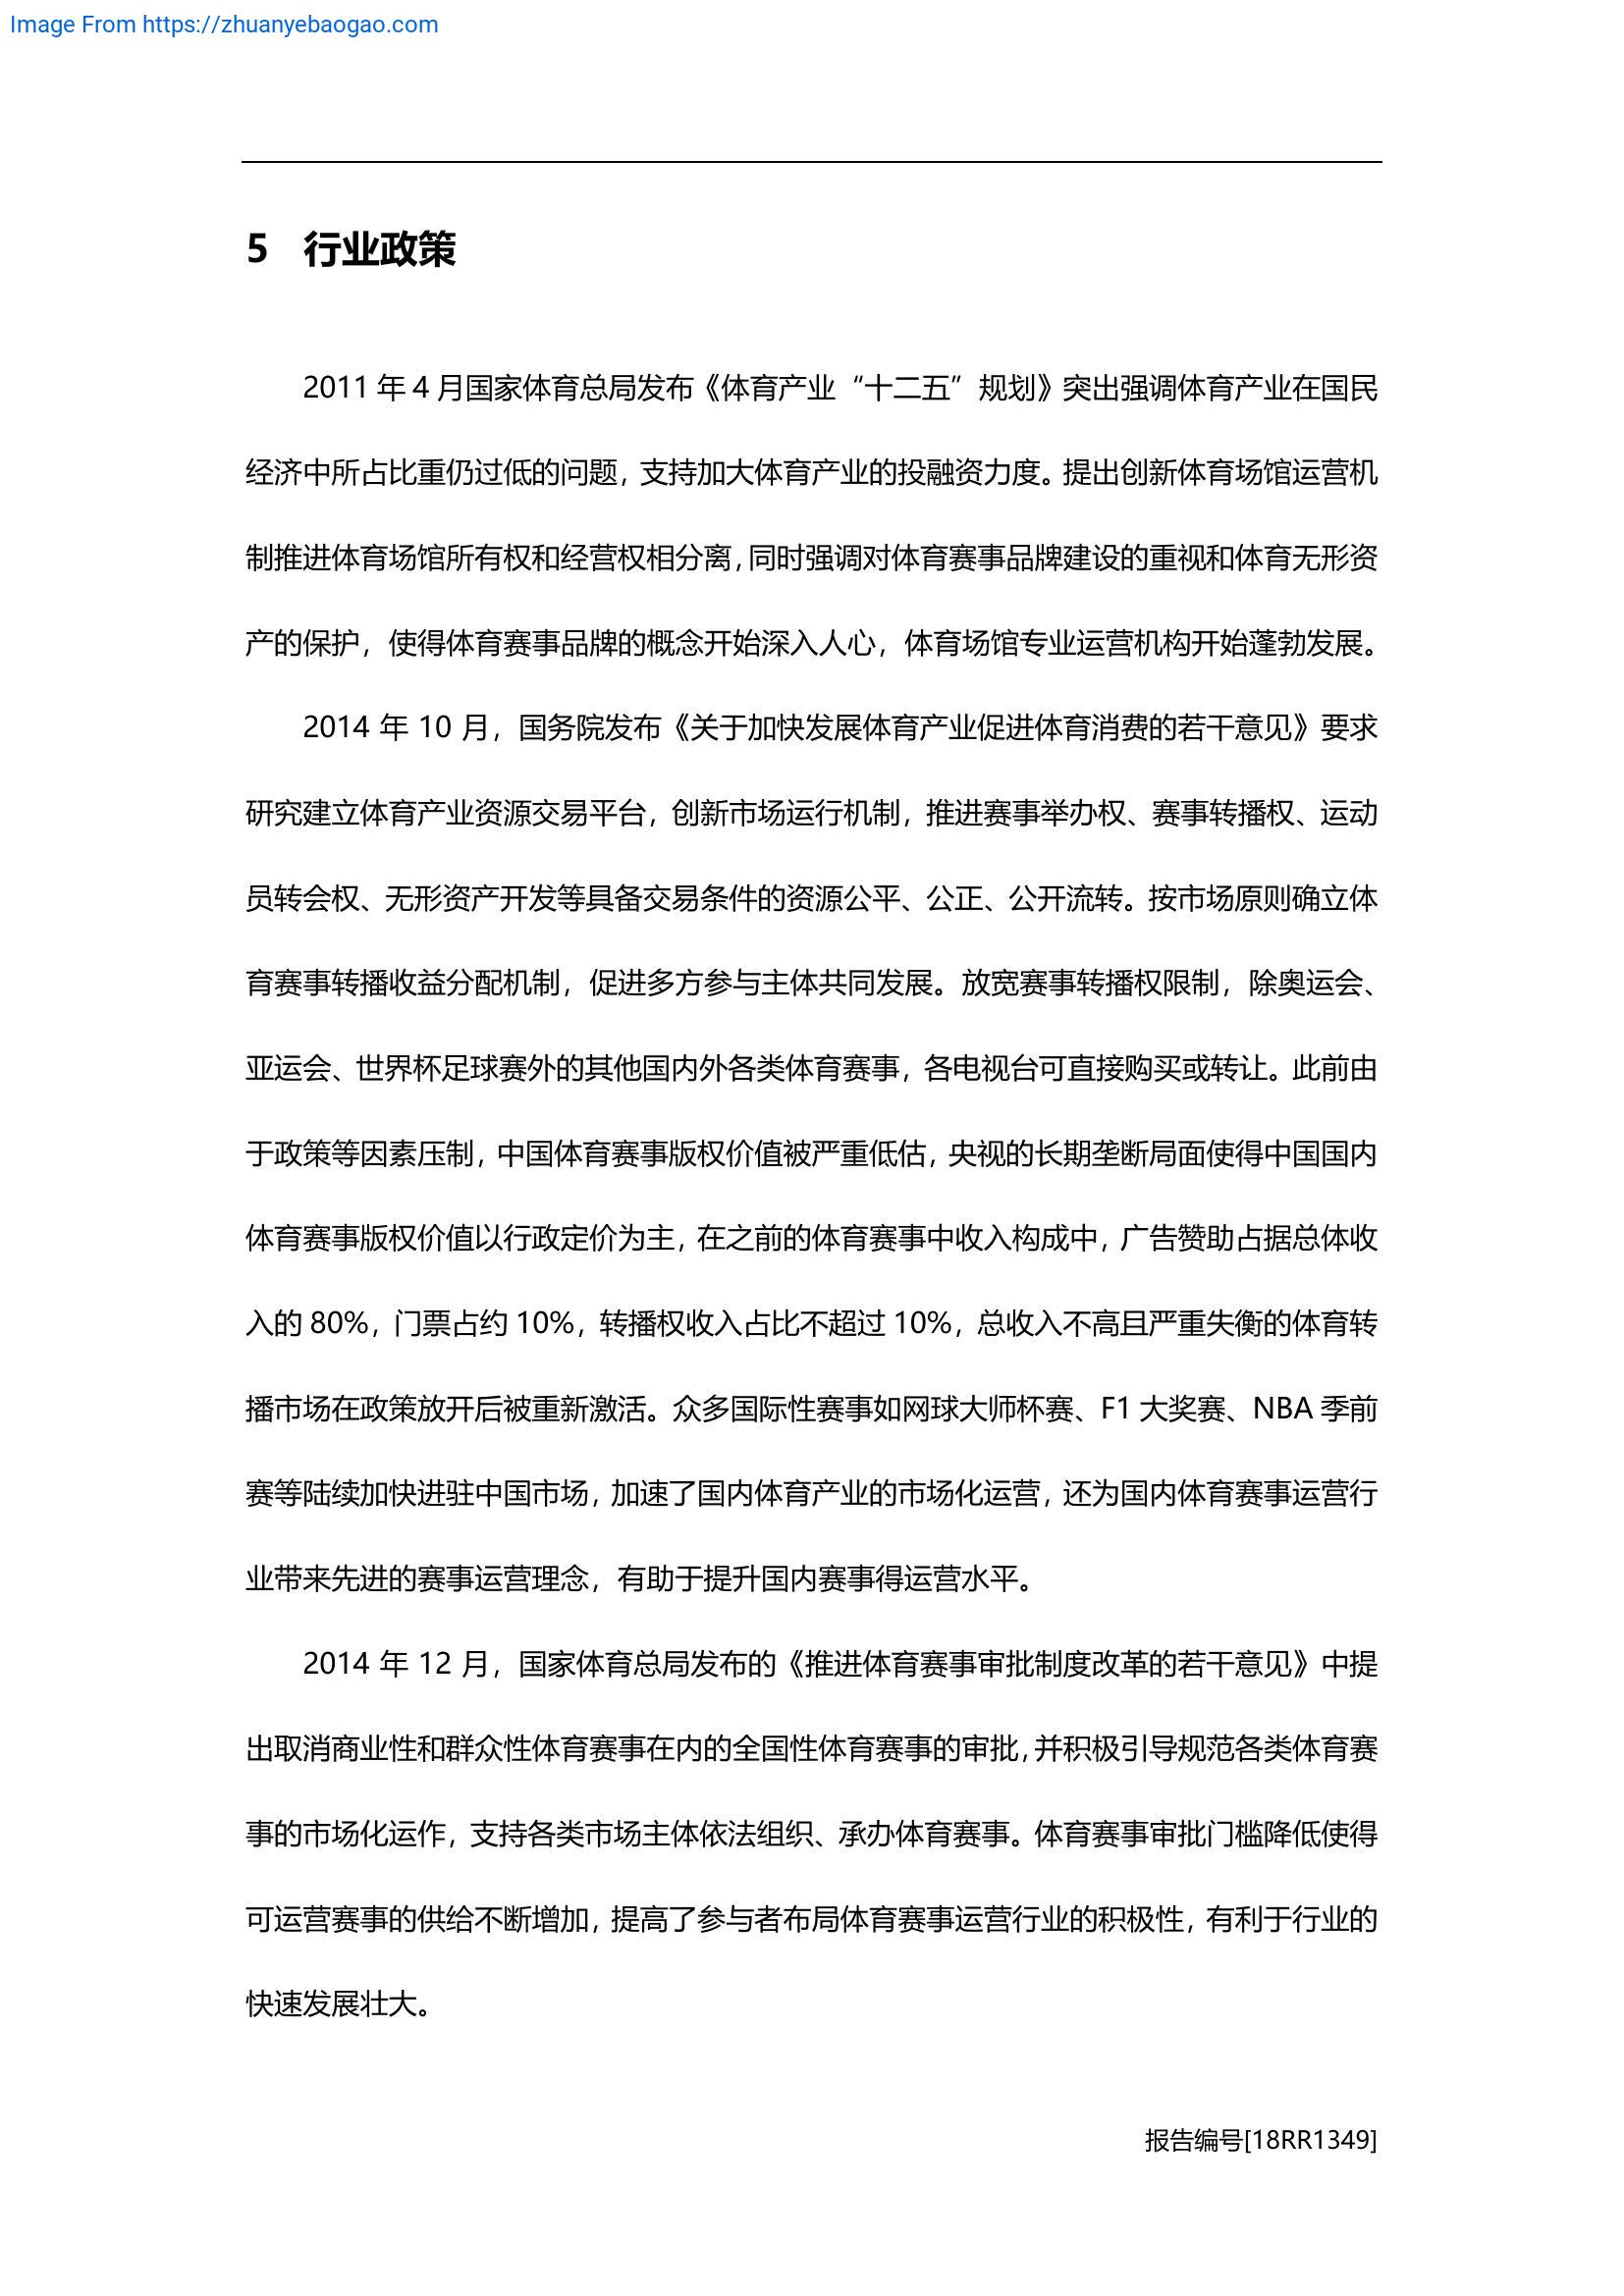 Image From https://zhuanyebaogao.com
5 行业政策
2011 年 4 月国家体育总局发布《体育产业“十二五”规划》突出强调体育产业在国民
经济中所占比重仍过低的问题，支持加大体育产业的投融资力度。提出创新体育场馆运营机
制推进体育场馆所有权和经营权相分离，同时强调对体育赛事品牌建设的重视和体育无形资
产的保护，使得体育赛事品牌的概念开始深入人心，体育场馆专业运营机构开始蓬勃发展。
2014 年 10 月，国务院发布《关于加快发展体育产业促进体育消费的若干意见》要求
研究建立体育产业资源交易平台，创新市场运行机制，推进赛事举办权、赛事转播权、运动
员转会权、无形资产开发等具备交易条件的资源公平、公正、公开流转。按市场原则确立体
育赛事转播收益分配机制，促进多方参与主体共同发展。放宽赛事转播权限制，除奥运会、
亚运会、世界杯足球赛外的其他国内外各类体育赛事，各电视台可直接购买或转让。此前由
于政策等因素压制，中国体育赛事版权价值被严重低估，央视的长期垄断局面使得中国国内
体育赛事版权价值以行政定价为主，在之前的体育赛事中收入构成中，广告赞助占据总体收
入的 80%，门票占约 10%，转播权收入占比不超过 10%，总收入不高且严重失衡的体育转
播市场在政策放开后被重新激活。众多国际性赛事如网球大师杯赛、F1 大奖赛、NBA 季前
赛等陆续加快进驻中国市场，加速了国内体育产业的市场化运营，还为国内体育赛事运营行
业带来先进的赛事运营理念，有助于提升国内赛事得运营水平。
2014 年 12 月，国家体育总局发布的《推进体育赛事审批制度改革的若干意见》中提
出取消商业性和群众性体育赛事在内的全国性体育赛事的审批，并积极引导规范各类体育赛
事的市场化运作，支持各类市场主体依法组织、承办体育赛事。体育赛事审批门槛降低使得
可运营赛事的供给不断增加，提高了参与者布局体育赛事运营行业的积极性，有利于行业的
快速发展壮大。
报告编号[18RR1349]